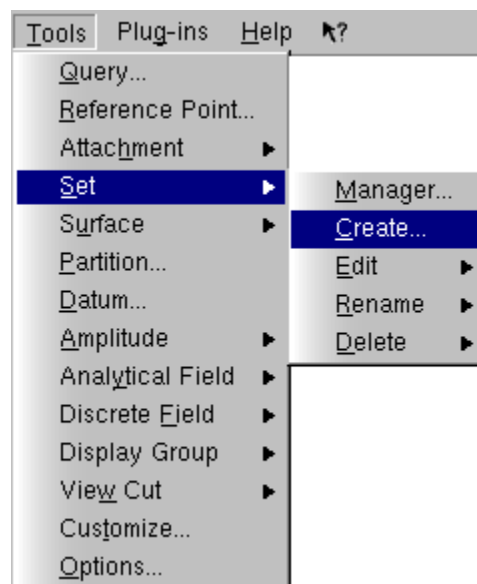 Tools Plug-ins Help ?
Query...
Reference Point...
Attachment
Set
Surface
Partition...
Datum...
Amplitude
Analytical Field
Discrete Field
Display Group
View Cut
Customize...
Options...
Manager...
Create...
Edit
Rename
Delete